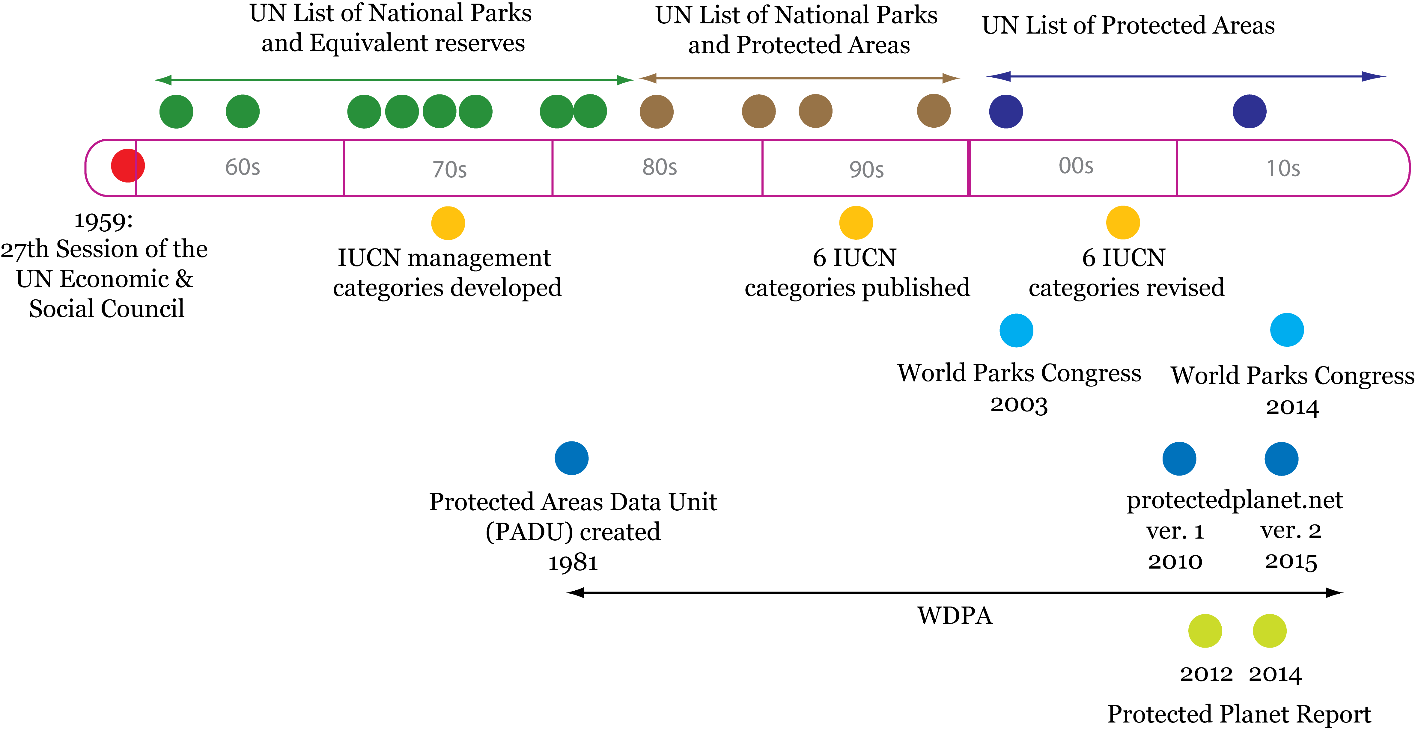 UN List of National Parks
and Equivalent reserves
UN List of National Parks
and Protected Areas
UN List of Protected Areas
60s
70s
80s
90s
00s
10s
1959:
27th Session of the
UN Economic &
Social Council
IUCN management
categories developed
6 IUCN
categories published
6 IUCN
categories revised
World Parks Congress
2003
World Parks Congress
2014
Protected Areas Data Unit
(PADU) created
1981
protectedplanet.net
ver. 1 ver. 2
2010 2015
WDPA
2012 2014
Protected Planet Report